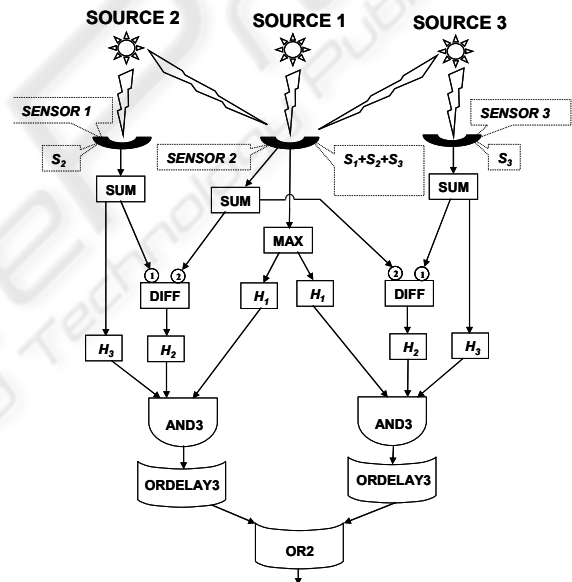 SOURCE 2
SOURCE 1
SOURCE 3
SENSOR 1
S2
SENSOR 2
S1+S2+S3
SENSOR 3
S3
SUM
SUM
SUM
MAX
1
2
2
1
DIFF
DIFF
H1
H1
H3
H2
H2
H3
AND3
AND3
ORDELAY3
ORDELAY3
OR2
Technology Publ